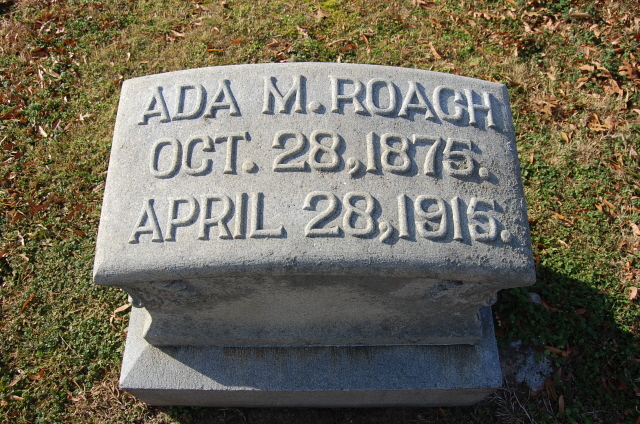 ADA M. ROACH
OCT. 28, 1875.
APRIL 28, 1915.